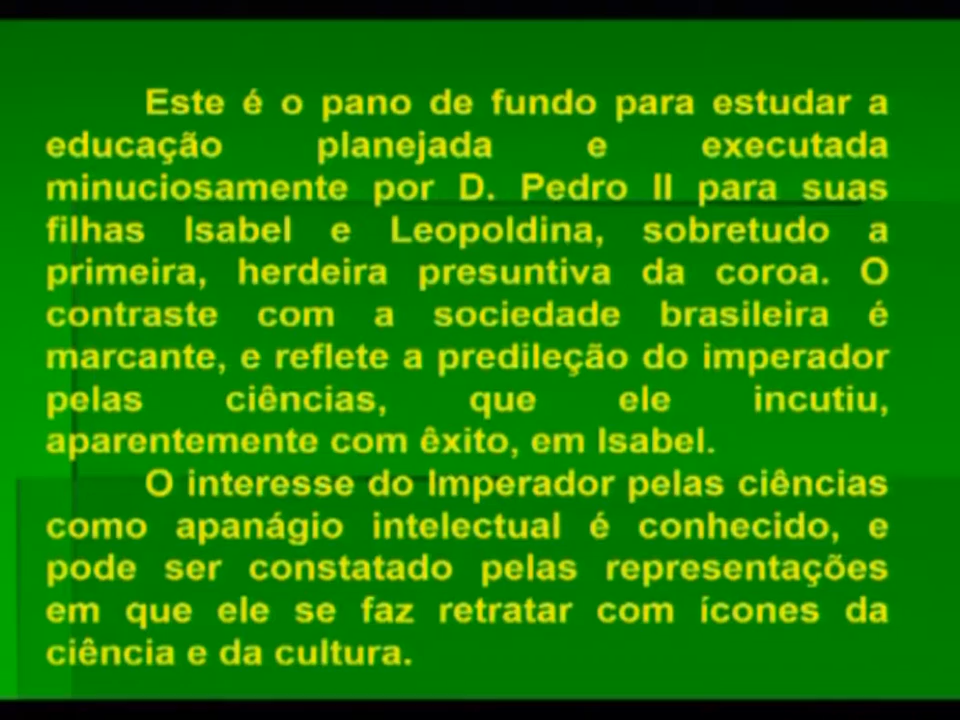 Este é o pano de fundo para estudar a
educação planejada e executada
minuciosamente por D. Pedro II para suas
filhas Isabel e Leopoldina, sobretudo a
primeira, herdeira presuntiva da coroa. O
contraste com a sociedade brasileira é
marcante, e reflete a predileção do imperador
pelas ciências, que ele incutiu,
aparentemente com êxito, em Isabel.
O interesse do Imperador pelas ciências
como apanágio intelectual é conhecido, e
pode ser constatado pelas representações
em que ele se faz retratar com ícones da
ciência e da cultura.